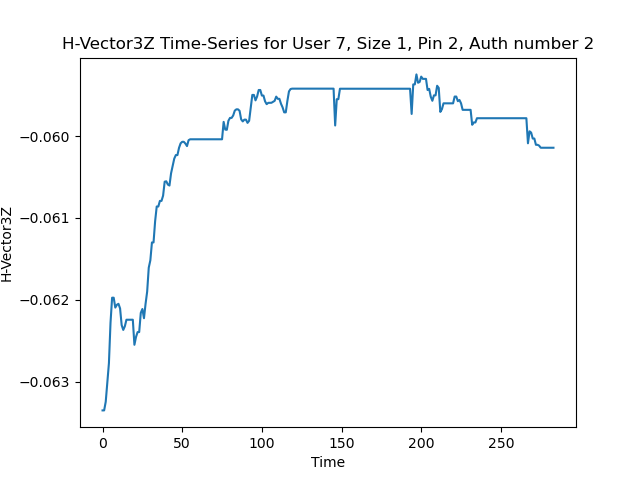 H-Vector3Z Time-Series for User 7, Size 1, Pin 2, Auth number 2
H-Vector3Z
−0.060
−0.061
−0.062
−0.063
0 50 100 150 200 250
Time